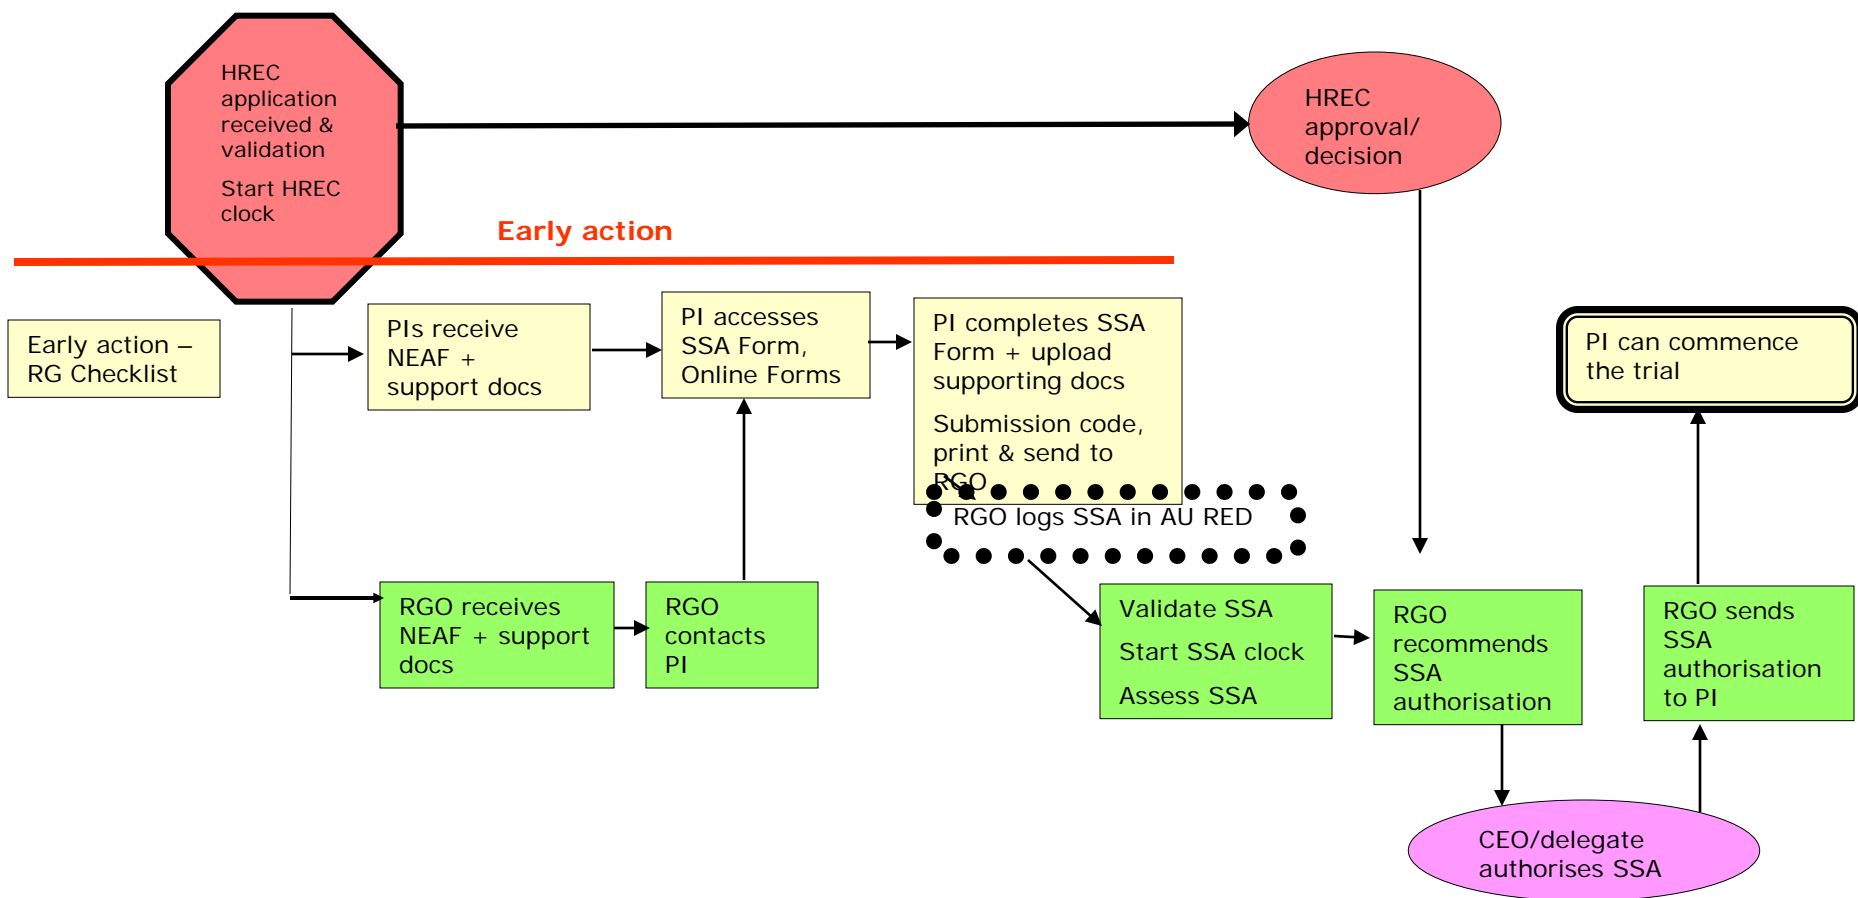 HREC
application
received &
validation
Start HREC
clock
HREC
approval/
decision
Early action
Early action –
RG Checklist
PIs receive
NEAF +
support docs
PI accesses
SSA Form,
Online Forms
PI completes SSA
Form + upload
supporting docs
Submission code,
print & send to
RGO
RGO logs SSA in AU RED
PI can commence
the trial
RGO receives
NEAF + support
docs
RGO
contacts
PI
Validate SSA
Start SSA clock
Assess SSA
RGO
recommends
SSA
authorisation
RGO sends
SSA
authorisation
to PI
CEO/delegate
authorises SSA